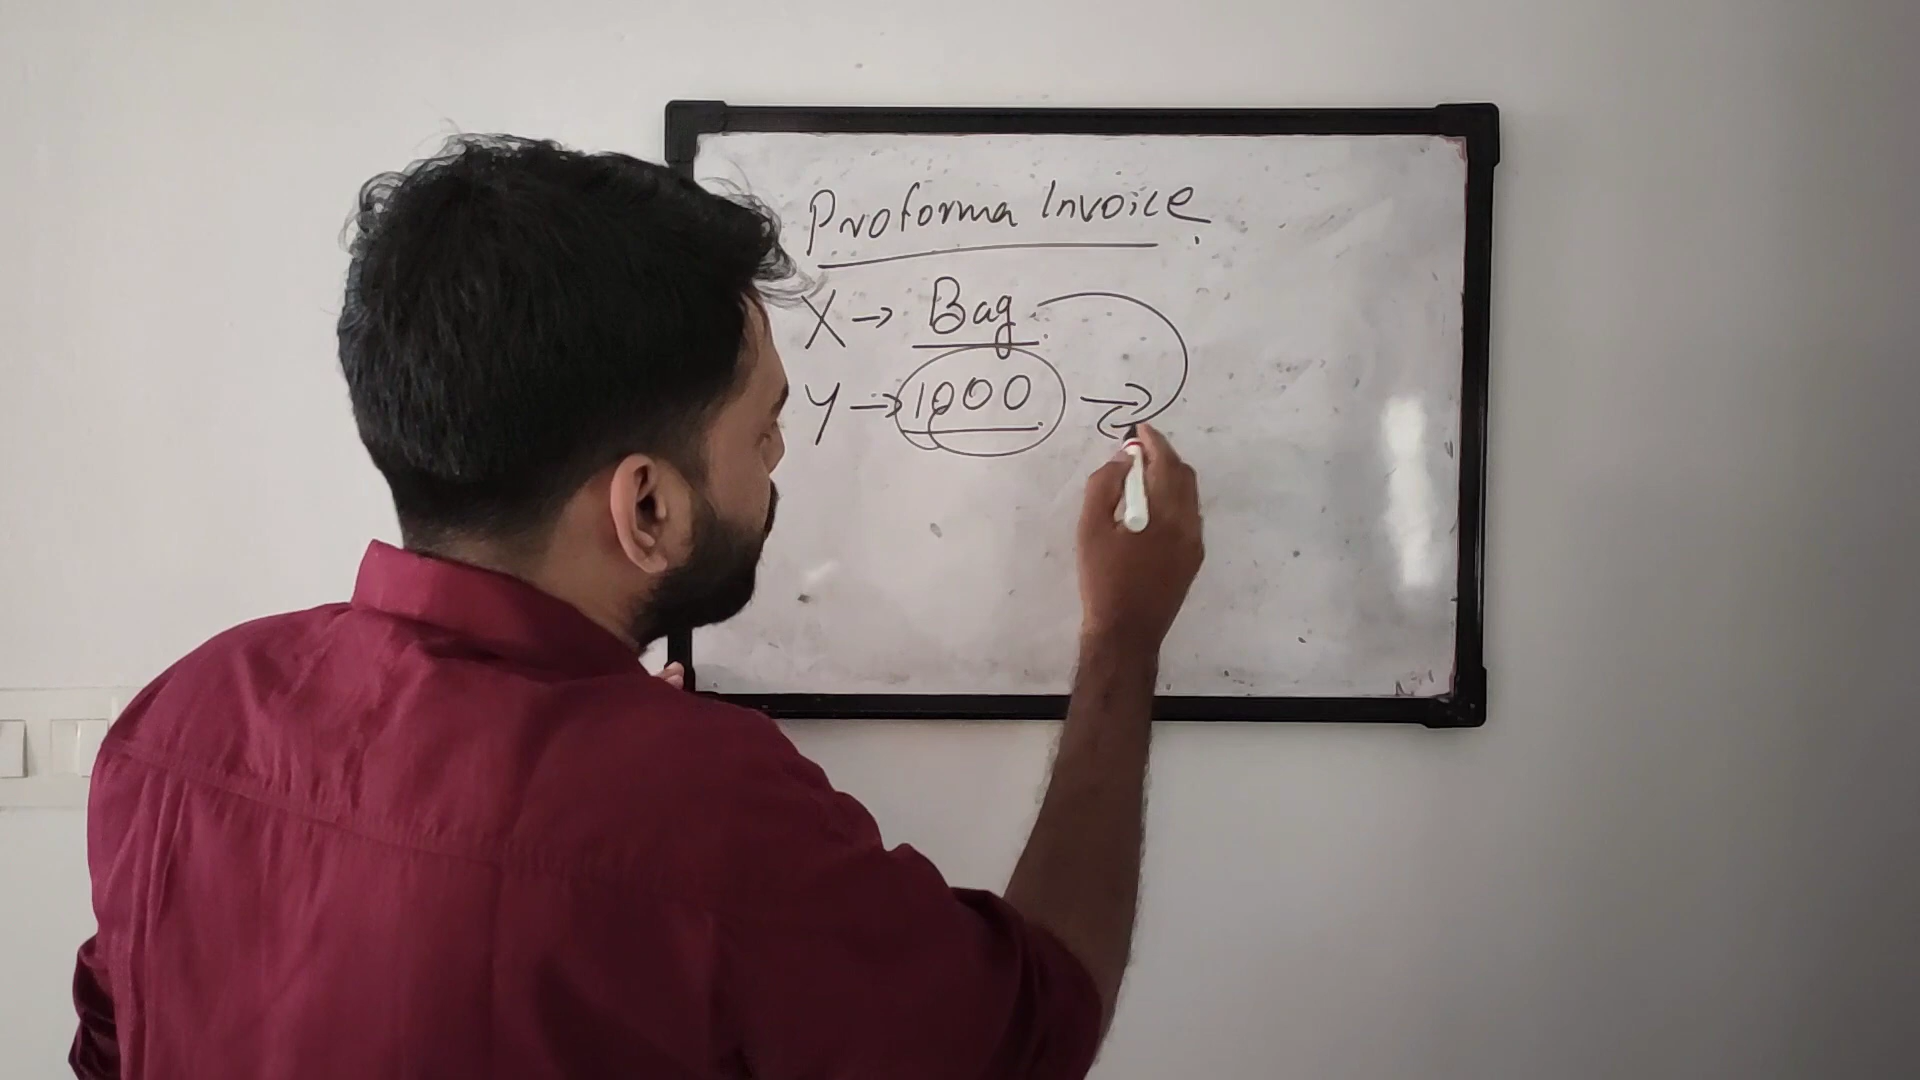 Proforma Invoice.
X → Bag.
Y → 1000 →